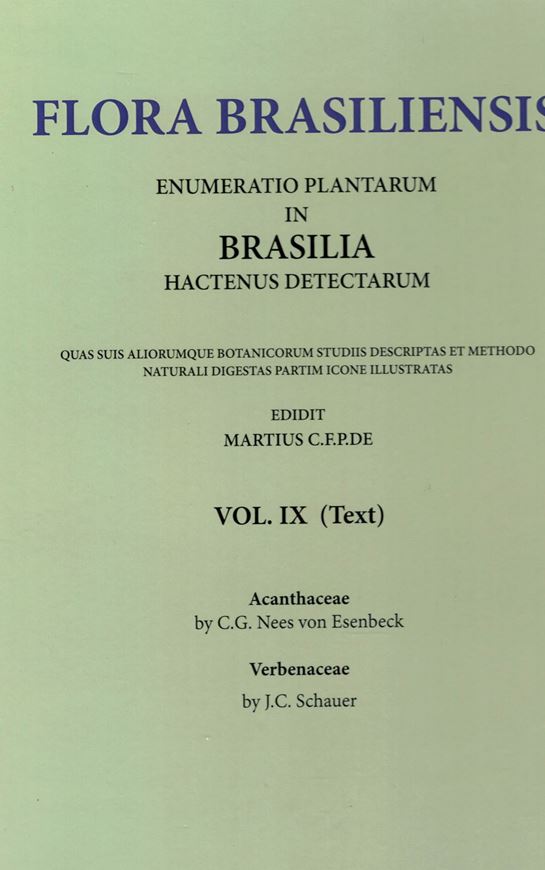 FLORA BRASILIENSIS
ENUMERATIO PLANTARUM
IN
BRASILIA
HACTENUS DETECTARUM
QUAS SUIS ALIORUMQUE BOTANICORUM STUDIIS DESCRIPTAS ET METHODO
NATURALI DIGESTAS PARTIM ICONE ILLUSTRATAS
EDIDIT
MARTIUS C.F.P.DE
VOL. IX (Text)
Acanthaceae
by C.G. Nees von Esenbeck
Verbenaceae
by J.C. Schauer